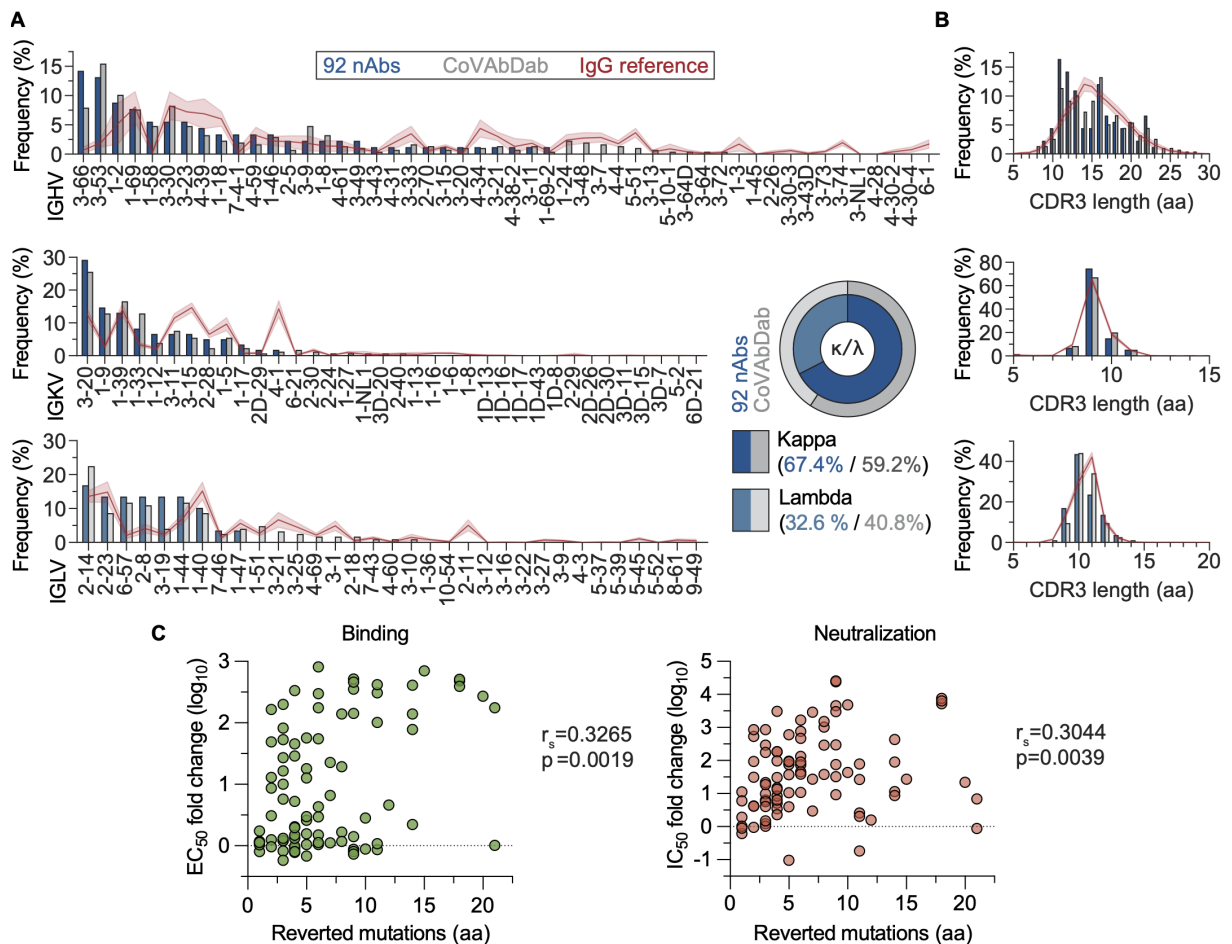 A
B
92 nAbs CoVAbDab IgG reference
Frequency (%)
15
10
5
0
IGHV
3-66
3-53
1-2
1-69
1-58
3-30
3-23
4-39
1-18
7-4-1
4-59
1-46
2-5
3-9
1-8
4-61
3-49
3-43
4-31
3-33
2-70
3-15
3-20
4-34
3-21
4-38-2
3-11
1-69-2
1-24
3-48
3-7
4-4
5-51
3-13
5-10-1
3-64D
3-64
3-72
1-3
1-45
2-26
3-30-3
3-43D
3-73
3-74
3-NL1
4-28
4-30-2
4-30-4
6-1
Frequency (%)
15
10
5
0
5 10 15 20 25 30
CDR3 length (aa)
Frequency (%)
30
20
10
0
IGKV
3-20
1-9
1-39
1-33
1-12
3-11
3-15
2-28
1-5
1-17
2D-29
4-1
6-21
2-30
2-24
1-27
1-NL1
3D-20
2-40
1-13
1-16
1-6
1-8
1D-13
1D-16
1D-17
1D-43
1D-8
2-29
2D-26
2D-30
3D-11
3D-15
3D-7
5-2
6D-21
92 nAbs
CoVAbDab
κ/λ
Kappa
(67.4% / 59.2%)
Lambda
(32.6 % / 40.8%)
Frequency (%)
80
60
40
20
0
5 10 15
CDR3 length (aa)
Frequency (%)
30
20
10
0
IGLV
2-14
2-23
6-57
2-8
3-19
1-44
1-40
7-46
1-47
1-51
3-21
3-25
4-69
3-1
2-18
7-43
4-60
3-10
1-36
10-54
2-11
3-12
3-16
3-22
3-27
3-9
4-3
5-37
5-39
5-45
5-52
8-61
9-49
Frequency (%)
40
20
0
5 10 15 20
CDR3 length (aa)
C
Binding
EC50 fold change (log10)
3
2
1
0
0 5 10 15 20
Reverted mutations (aa)
rs=0.3265
p=0.0019
Neutralization
IC50 fold change (log10)
5
4
3
2
1
0
-1
0 5 10 15 20
Reverted mutations (aa)
rs=0.3044
p=0.0039